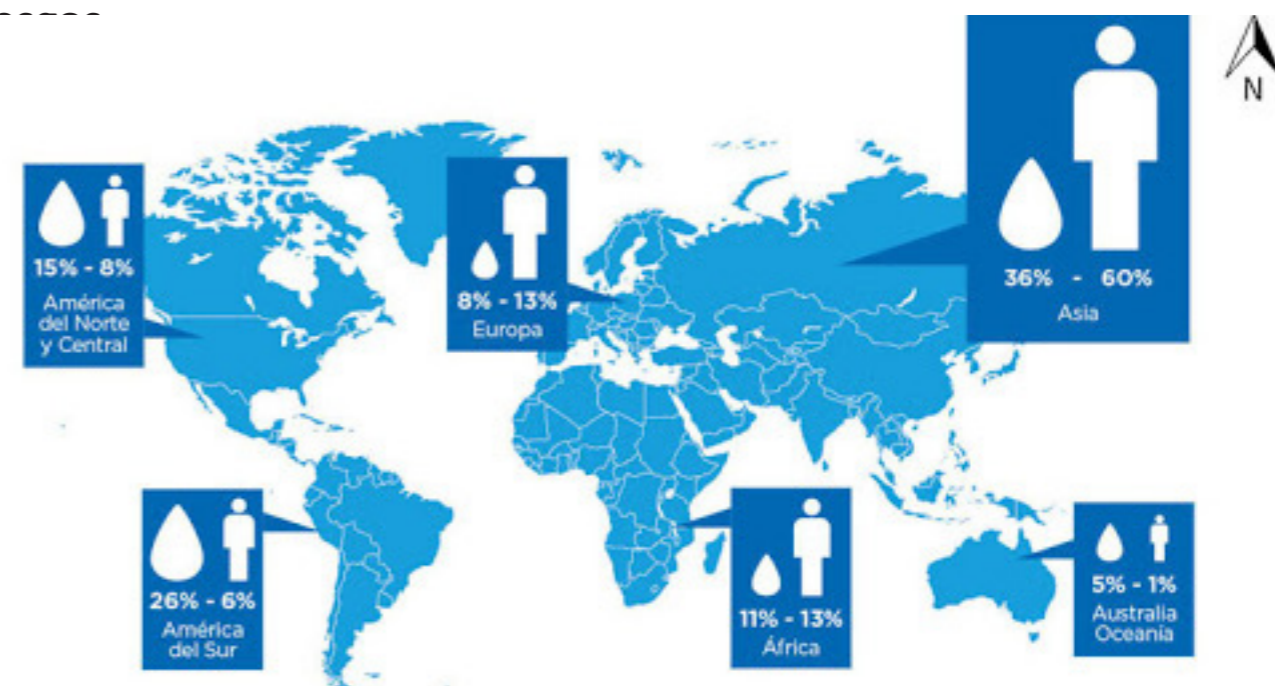 N
15% - 8%
América
del Norte
y Central
8% - 13%
Europa
36% - 60%
Asia
26% - 6%
América
del Sur
11% - 13%
África
5% - 1%
Australia
Oceanía